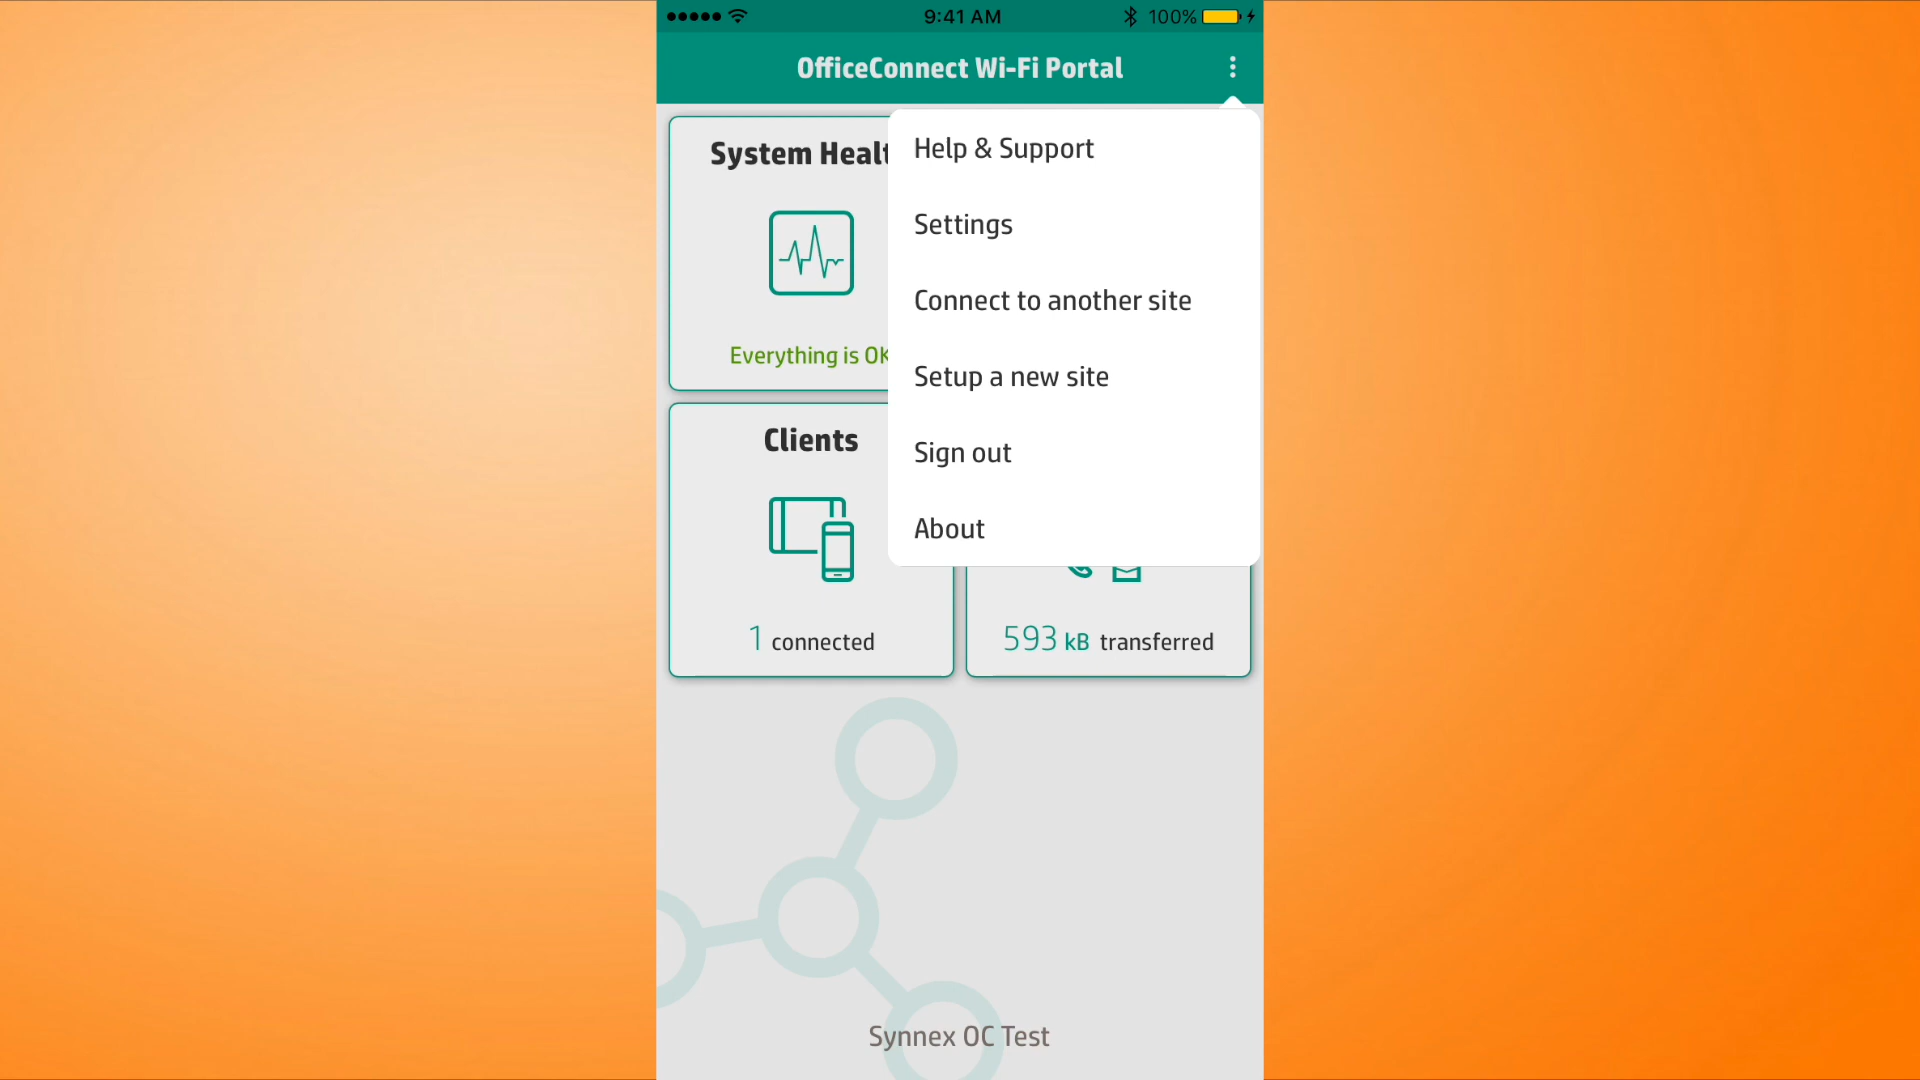 9:41 AM
100%
OfficeConnect Wi-Fi Portal
System Healt
Everything is OK
Help & Support
Settings
Connect to another site
Setup a new site
Sign out
About
Clients
1 connected
593 kB transferred
Synnex OC Test